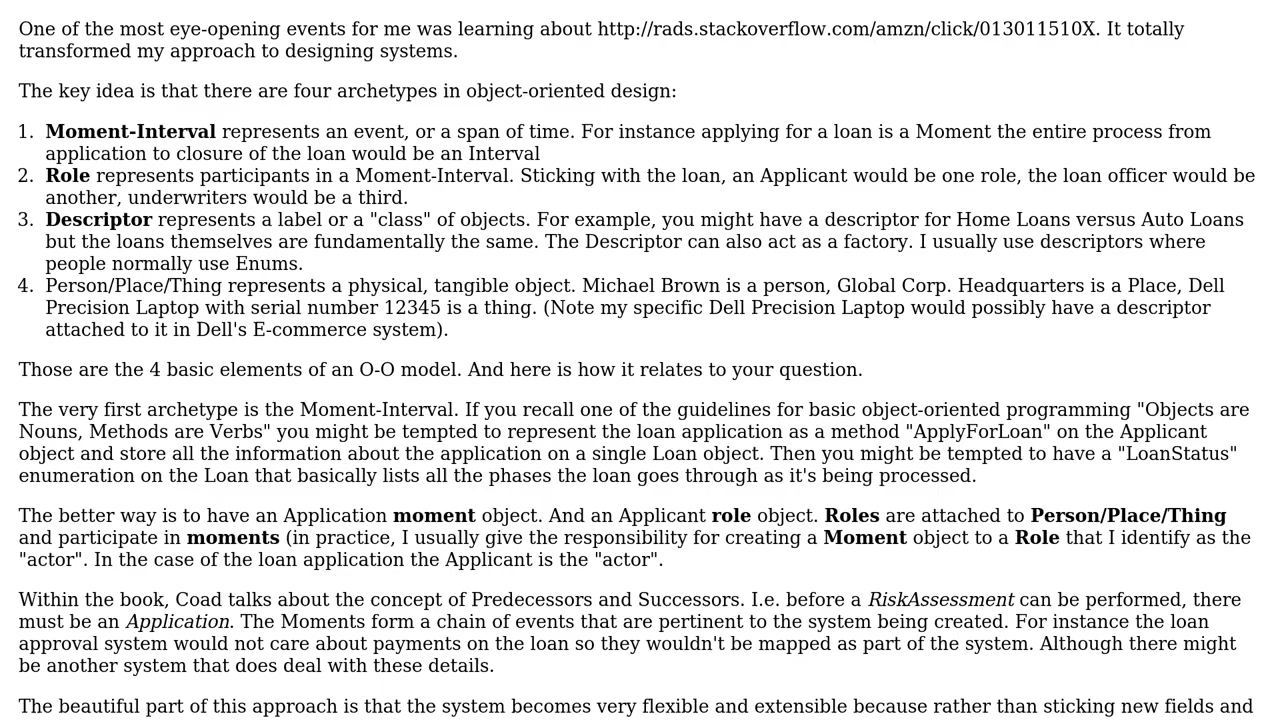 One of the most eye-opening events for me was learning about http://rads.stackoverflow.com/amzn/click/013011510X. It totally
transformed my approach to designing systems.
The key idea is that there are four archetypes in object-oriented design:
1. Moment-Interval represents an event, or a span of time. For instance applying for a loan is a Moment the entire process from
application to closure of the loan would be an Interval
2. Role represents participants in a Moment-Interval. Sticking with the loan, an Applicant would be one role, the loan officer would be
another, underwriters would be a third.
3. Descriptor represents a label or a "class" of objects. For example, you might have a descriptor for Home Loans versus Auto Loans
but the loans themselves are fundamentally the same. The Descriptor can also act as a factory. I usually use descriptors where
people normally use Enums.
4. Person/Place/Thing represents a physical, tangible object. Michael Brown is a person, Global Corp. Headquarters is a Place, Dell
Precision Laptop with serial number 12345 is a thing. (Note my specific Dell Precision Laptop would possibly have a descriptor
attached to it in Dell's E-commerce system).
Those are the 4 basic elements of an O-O model. And here is how it relates to your question.
The very first archetype is the Moment-Interval. If you recall one of the guidelines for basic object-oriented programming "Objects are
Nouns, Methods are Verbs" you might be tempted to represent the loan application as a method "ApplyForLoan" on the Applicant
object and store all the information about the application on a single Loan object. Then you might be tempted to have a "LoanStatus"
enumeration on the Loan that basically lists all the phases the loan goes through as it's being processed.
The better way is to have an Application moment object. And an Applicant role object. Roles are attached to Person/Place/Thing
and participate in moments (in practice, I usually give the responsibility for creating a Moment object to a Role that I identify as the
"actor". In the case of the loan application the Applicant is the "actor".
Within the book, Coad talks about the concept of Predecessors and Successors. I.e. before a RiskAssessment can be performed, there
must be an Application. The Moments form a chain of events that are pertinent to the system being created. For instance the loan
approval system would not care about payments on the loan so they wouldn't be mapped as part of the system. Although there might
be another system that does deal with these details.
The beautiful part of this approach is that the system becomes very flexible and extensible because rather than sticking new fields and